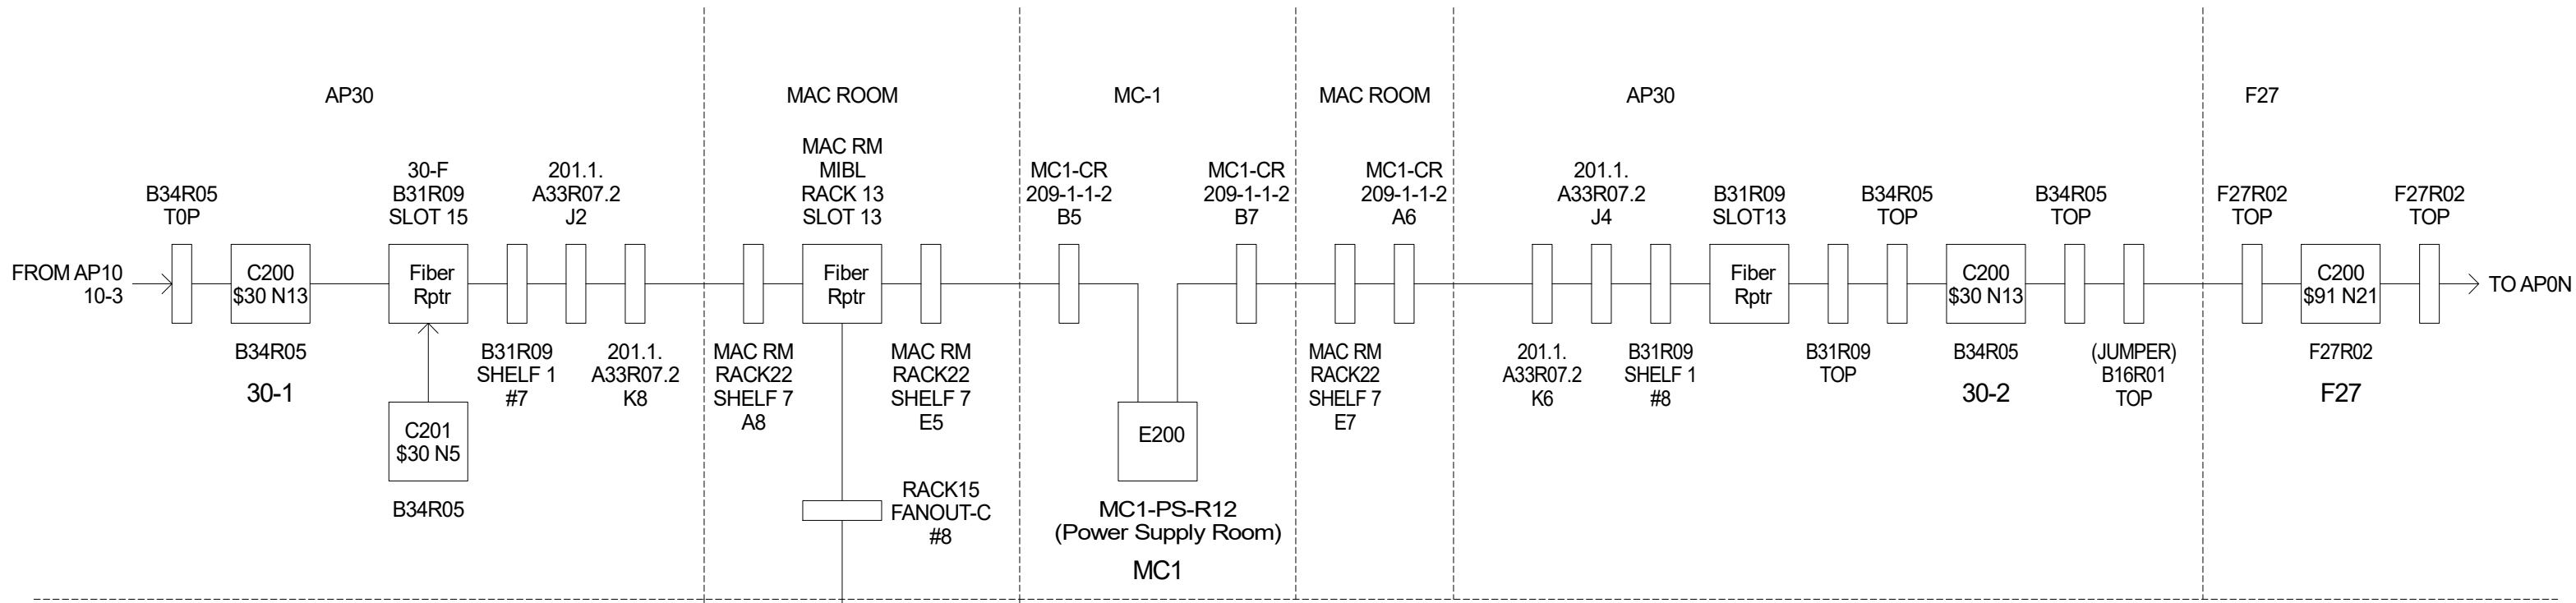 AP30
MAC ROOM
MC-1
MAC ROOM
AP30
F27
FROM AP10
10-3
B34R05
T0P
C200
$30 N13
B34R05
30-1
30-F
B31R09
SLOT 15
Fiber
Rptr
C201
$30 N5
B34R05
B31R09
SHELF 1
#7
201.1.
A33R07.2
J2
201.1.
A33R07.2
K8
MAC RM
RACK22
SHELF 7
A8
MAC RM
MIBL
RACK 13
SLOT 13
Fiber
Rptr
RACK15
FANOUT-C
#8
MAC RM
RACK22
SHELF 7
E5
MC1-CR
209-1-1-2
B5
E200
MC1-PS-R12
(Power Supply Room)
MC1
MC1-CR
209-1-1-2
B7
MAC RM
RACK22
SHELF 7
E7
MC1-CR
209-1-1-2
A6
201.1.
A33R07.2
K6
201.1.
A33R07.2
J4
B31R09
SHELF 1
#8
B31R09
SLOT13
Fiber
Rptr
B31R09
TOP
B34R05
TOP
C200
$30 N13
B34R05
30-2
B34R05
TOP
(JUMPER)
B16R01
TOP
F27R02
TOP
C200
$91 N21
F27R02
F27
F27R02
TOP
TO AP0N